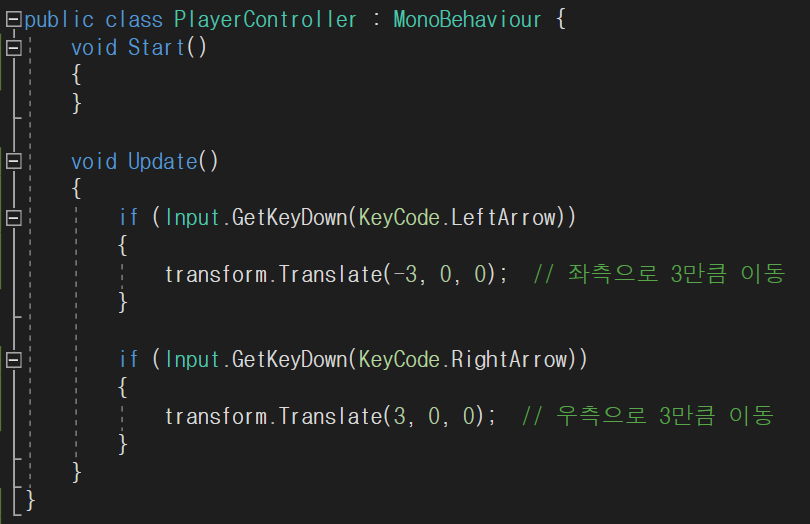 public class PlayerController : MonoBehaviour {
    void Start()
    {
    }

    void Update()
    {
        if (Input.GetKeyDown(KeyCode.LeftArrow))
        {
            transform.Translate(-3, 0, 0);  // 좌측으로 3만큼 이동
        }

        if (Input.GetKeyDown(KeyCode.RightArrow))
        {
            transform.Translate(3, 0, 0);  // 우측으로 3만큼 이동
        }
    }
}